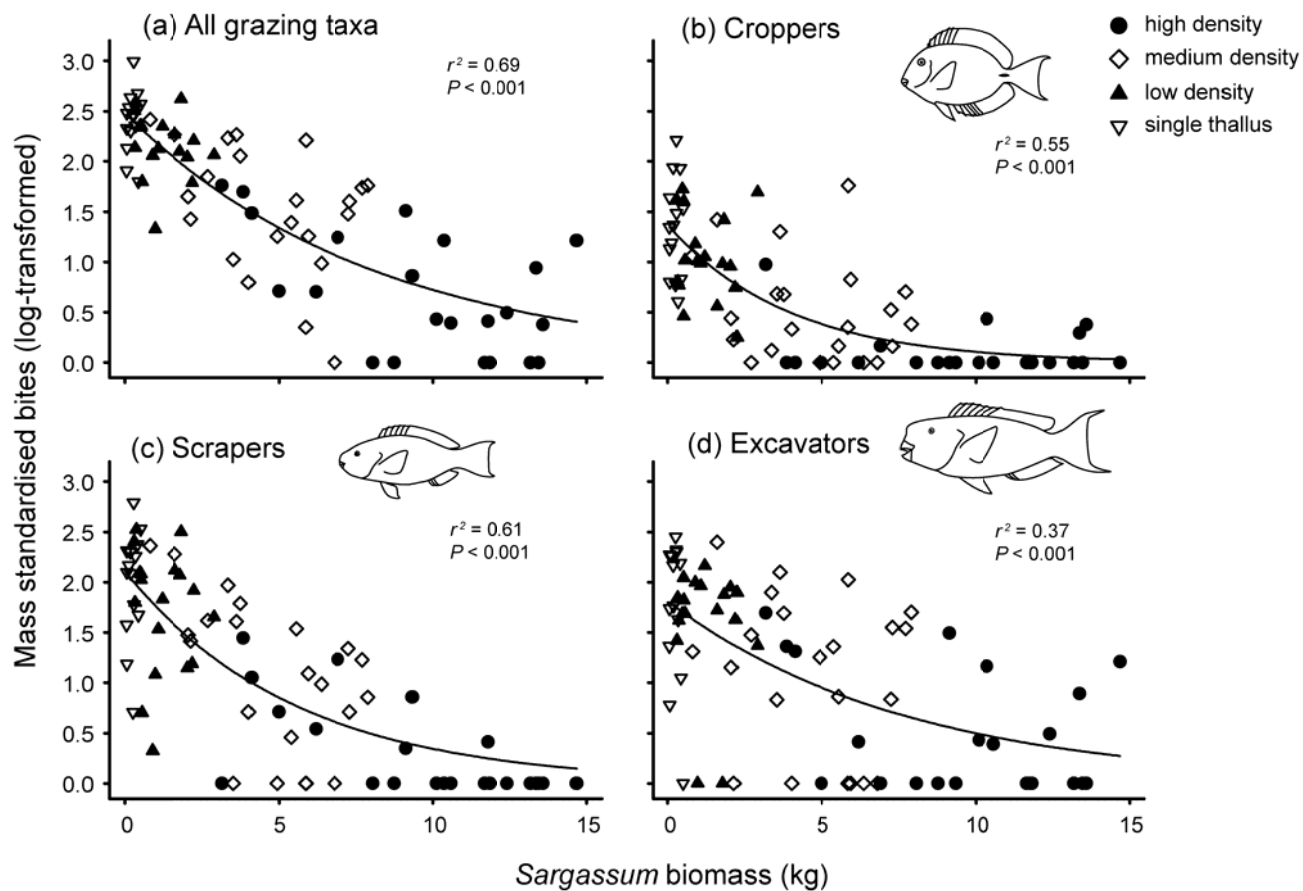 (a) All grazing taxa
r² = 0.69
P < 0.001
(b) Croppers
r² = 0.55
P < 0.001
high density
medium density
low density
single thallus
3.0
2.5
2.0
1.5
1.0
0.5
0.0
Mass standardised bites (log-transformed)
0
5
10
15
0
5
10
15
(c) Scrapers
r² = 0.61
P < 0.001
(d) Excavators
r² = 0.37
P < 0.001
3.0
2.5
2.0
1.5
1.0
0.5
0.0
Sargassum biomass (kg)